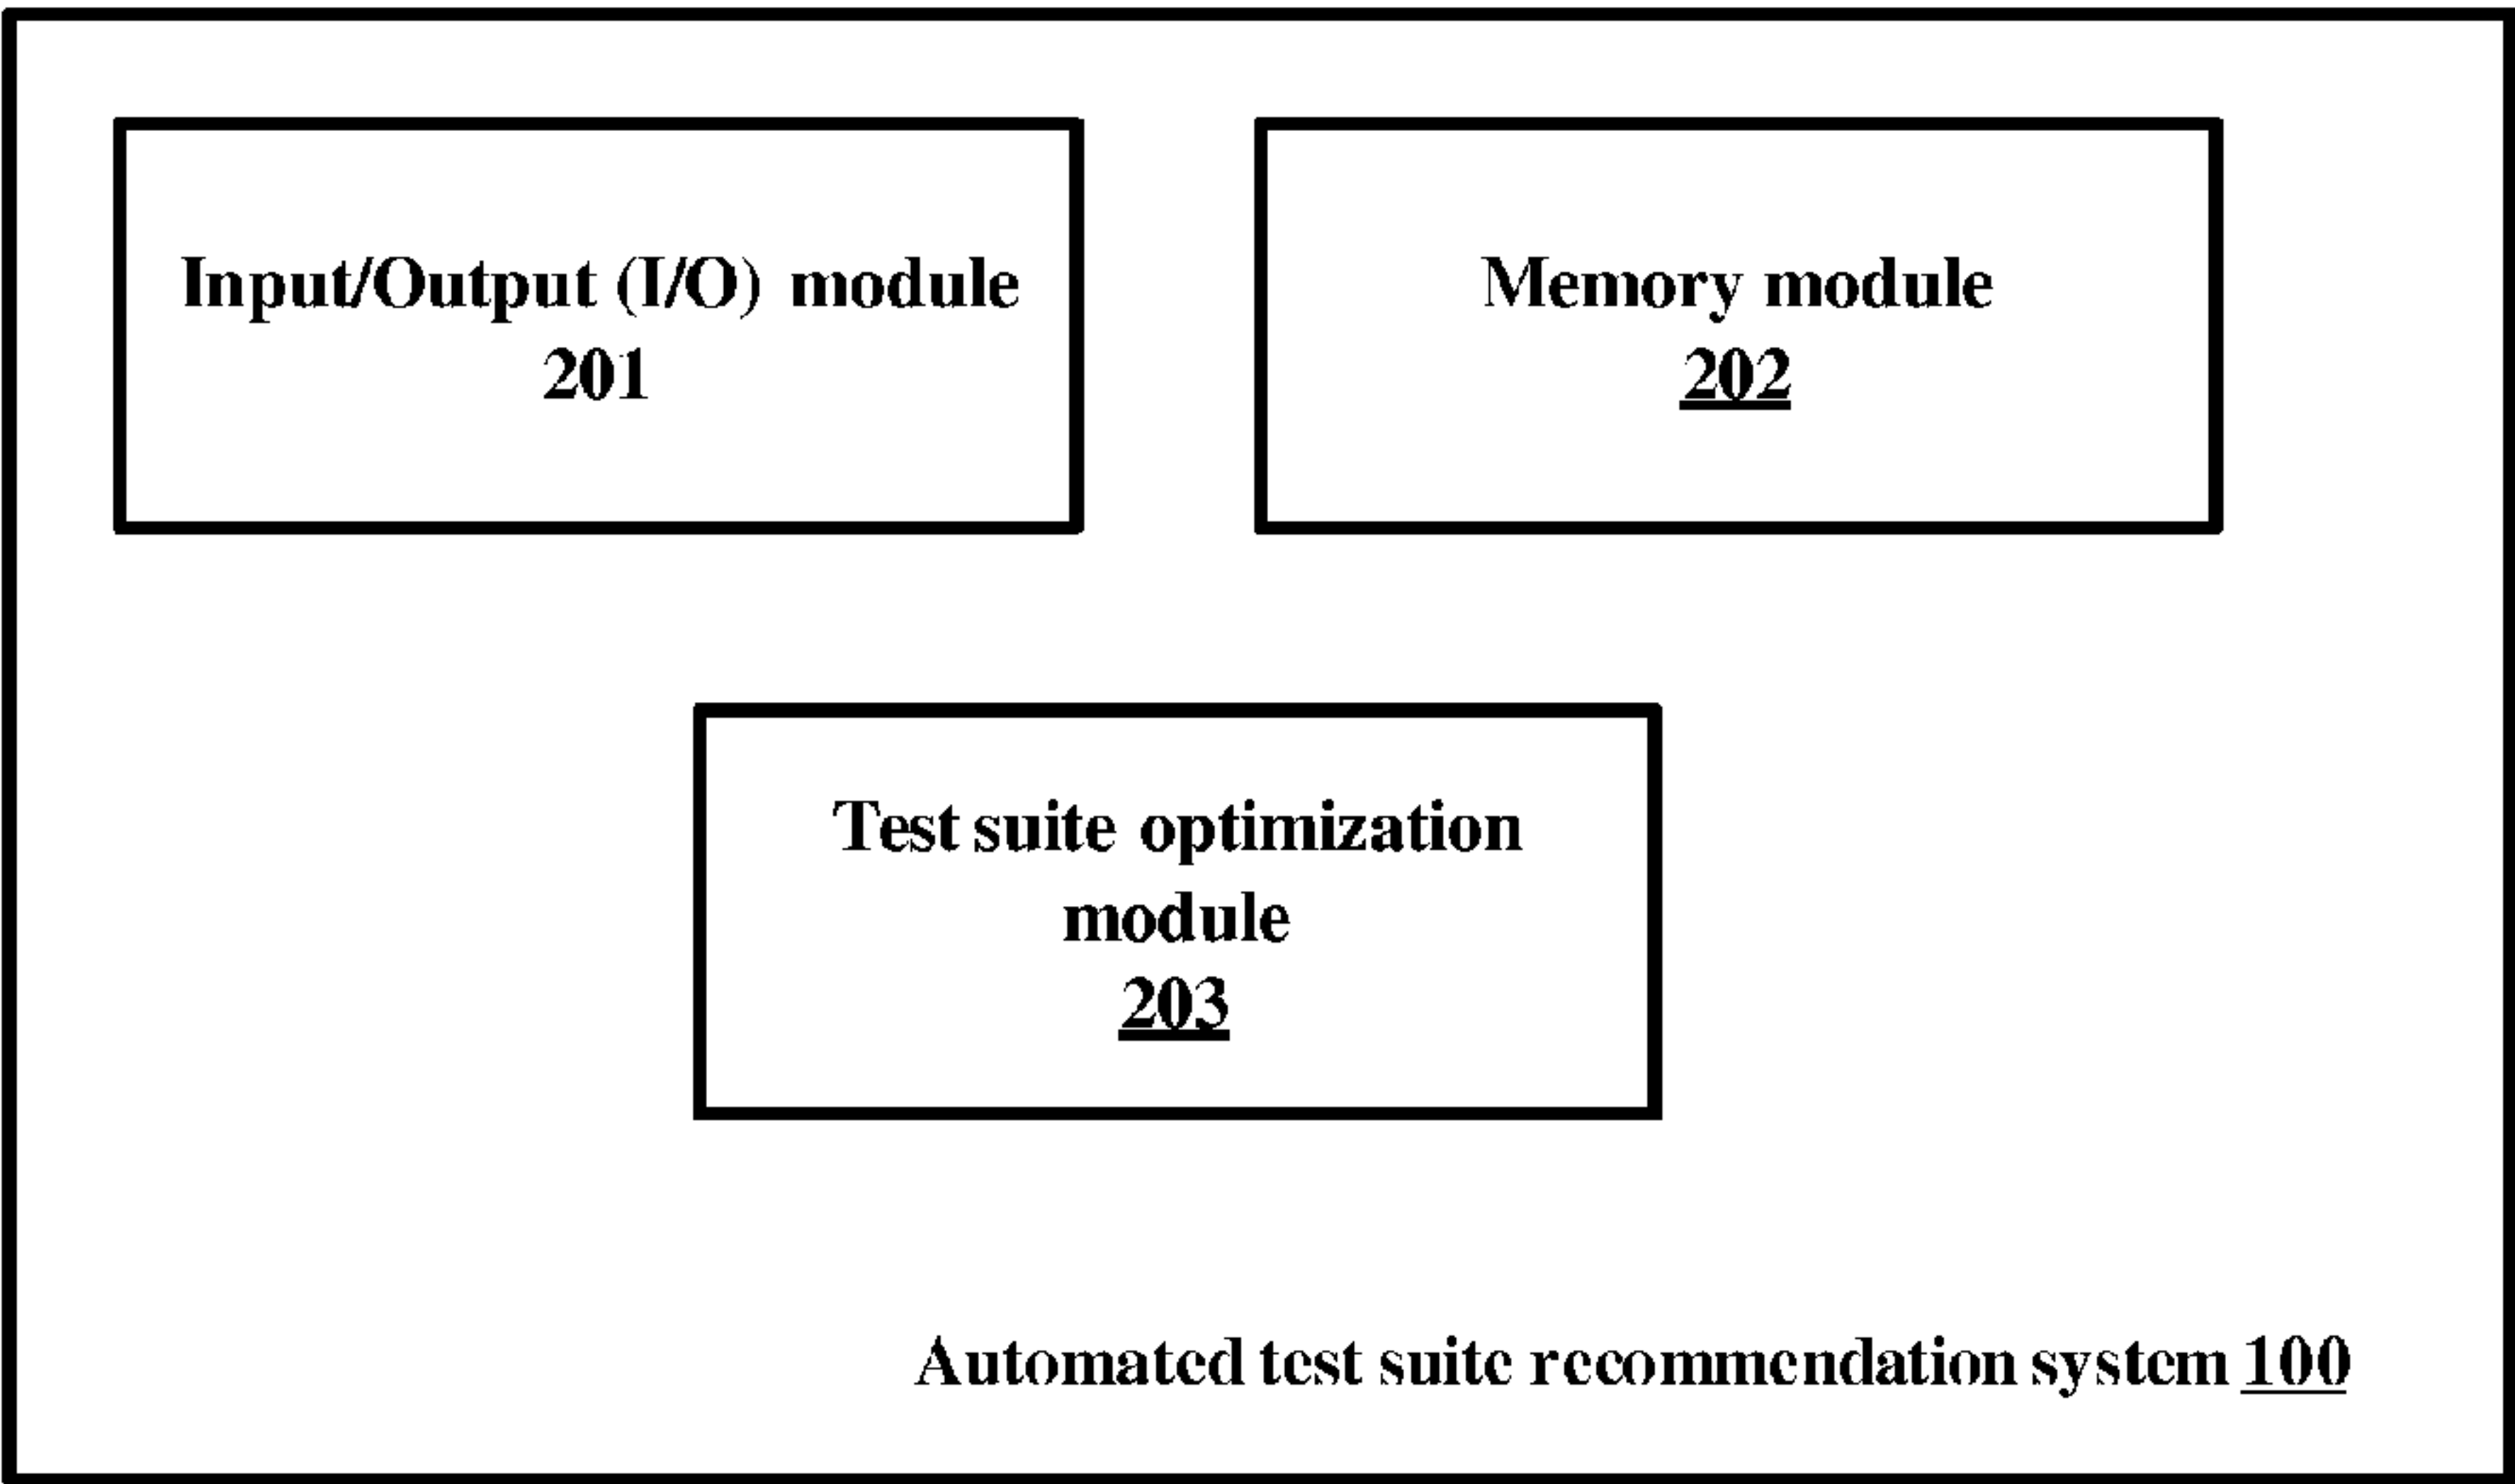 Input/Output (I/O) module
201
Memory module
202
Test suite optimization
module
203
Automated test suite recommendation system 100